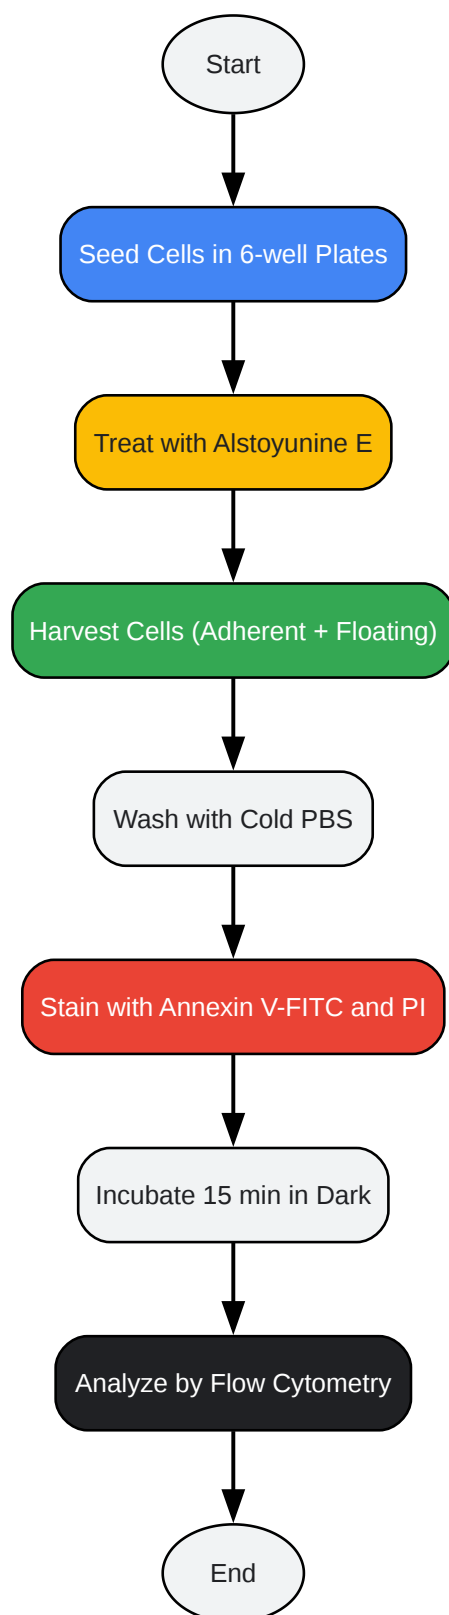 Start
Seed Cells in 6-well Plates
Treat with Alstoyunine E
Harvest Cells (Adherent + Floating)
Wash with Cold PBS
Stain with Annexin V-FITC and PI
Incubate 15 min in Dark
Analyze by Flow Cytometry
End